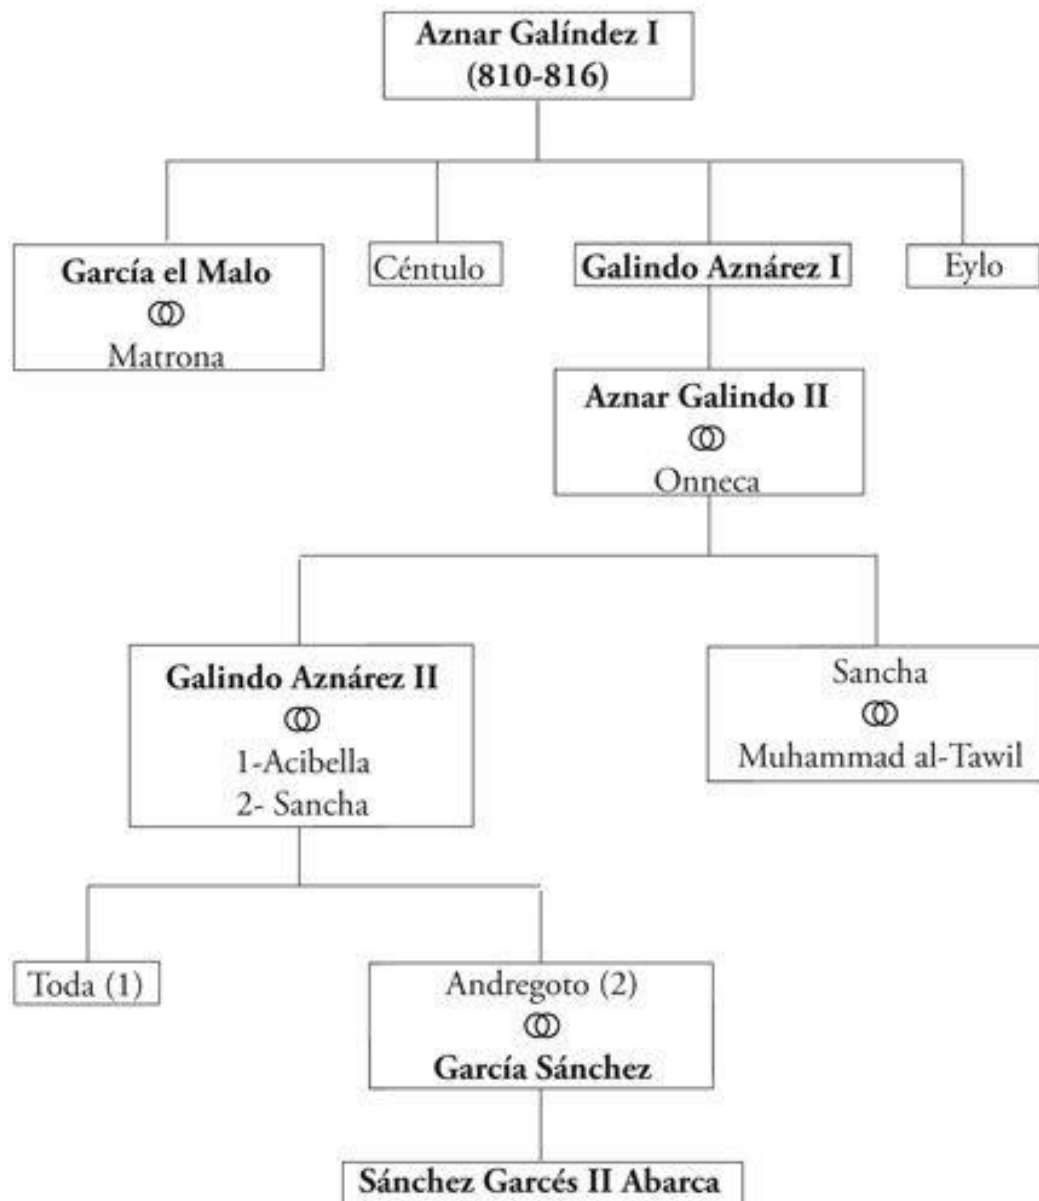 Aznar Galíndez I
(810-816)
García el Malo
Matrona
Céntulo
Galindo Aznárez I
Eylo
Aznar Galindo II
Onneca
Galindo Aznárez II
1-Acibella
2- Sancha
Sancha
Muhammad al-Tawil
Toda (1)
Andregoto (2)
García Sánchez
Sánchez Garcés II Abarca